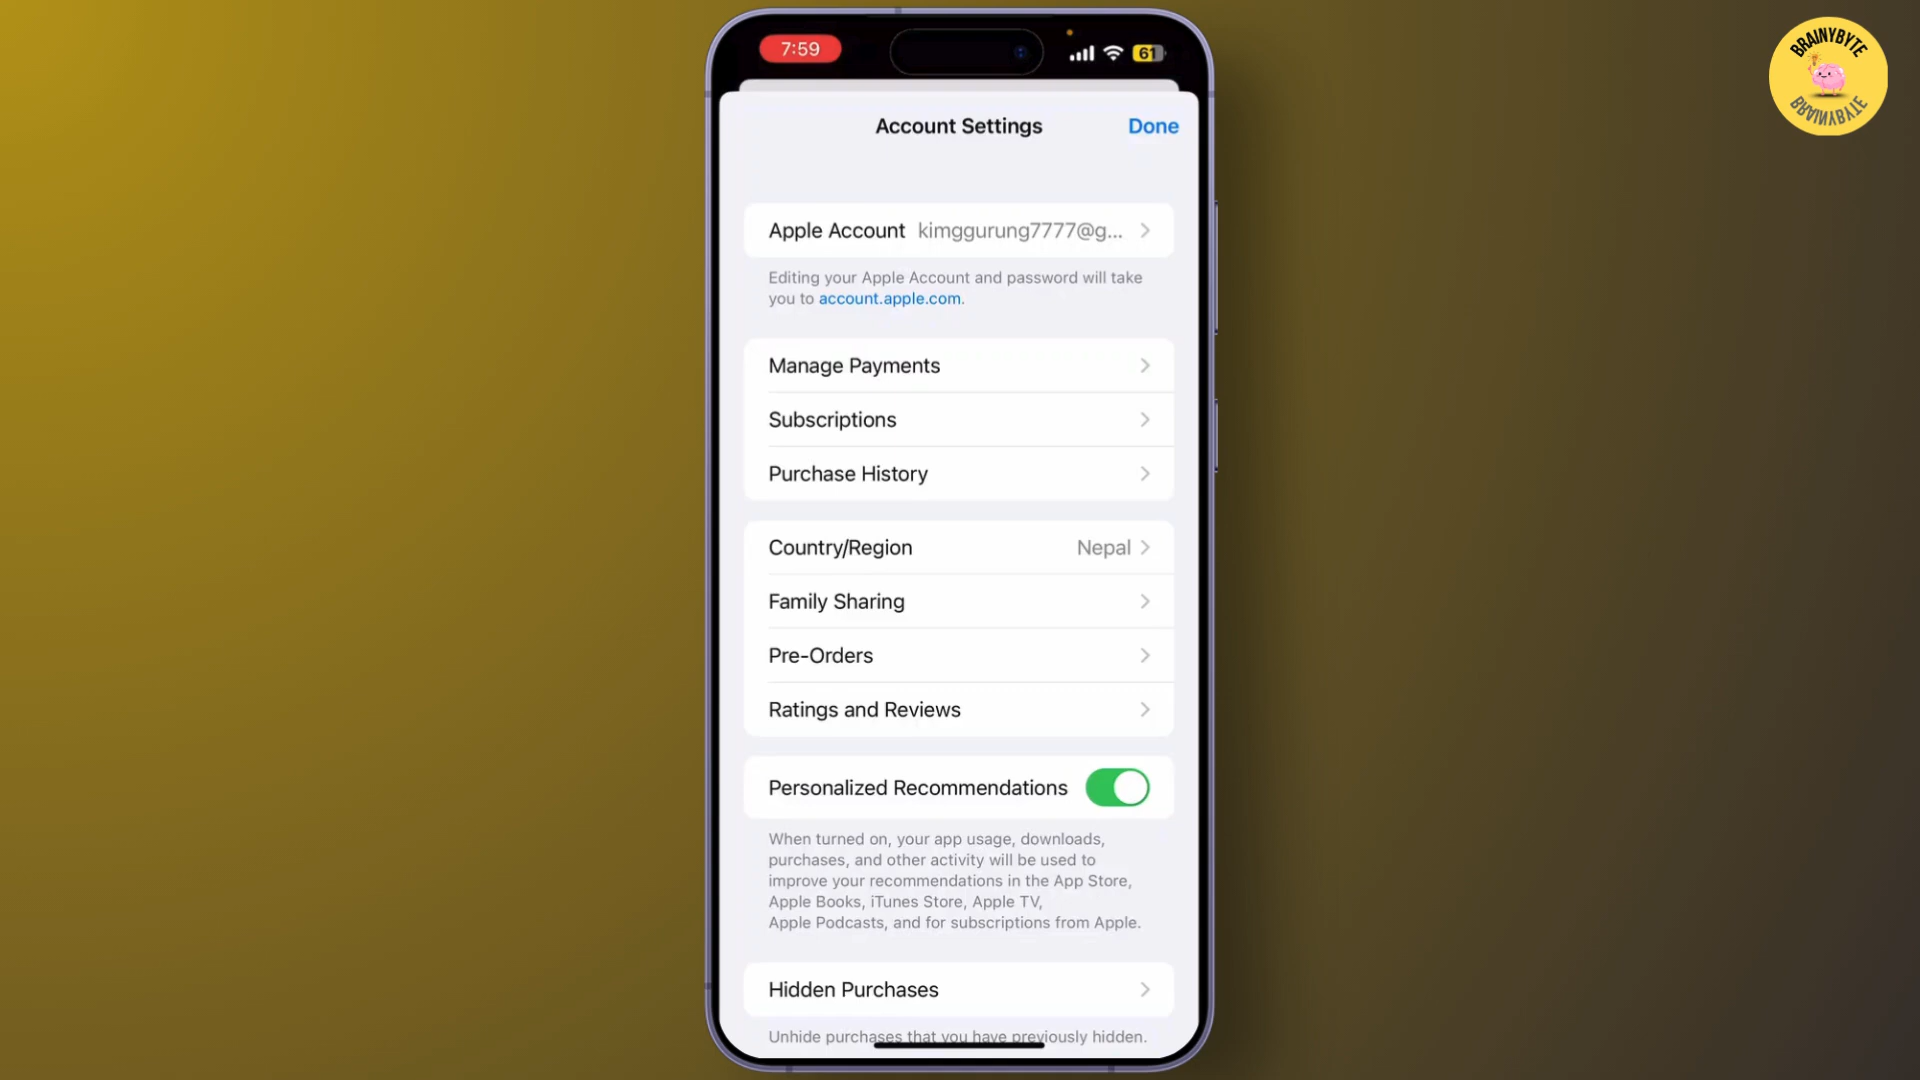 7:59
61
BRAINYBYTE
BRAINYBYTE
Account Settings
Done
Apple Account kimggurung7777@g...
Editing your Apple Account and password will take
you to account.apple.com.
Manage Payments
Subscriptions
Purchase History
Country/Region Nepal
Family Sharing
Pre-Orders
Ratings and Reviews
Personalized Recommendations
When turned on, your app usage, downloads,
purchases, and other activity will be used to
improve your recommendations in the App Store,
Apple Books, iTunes Store, Apple TV,
Apple Podcasts, and for subscriptions from Apple.
Hidden Purchases
Unhide purchases that you have previously hidden.